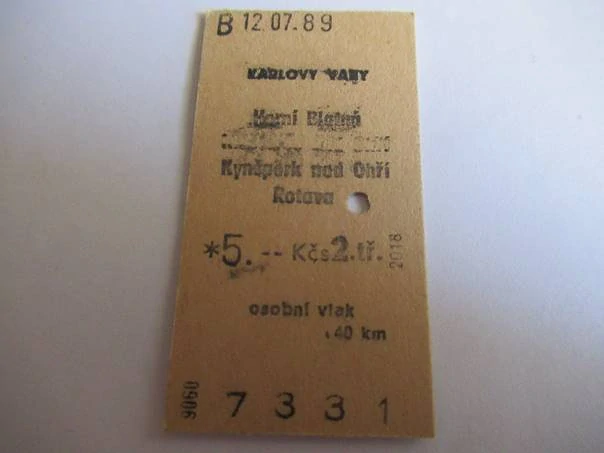 B 12 07.89
KARLOVY VARY
Horní Blatná
Kynšperk nad Ohří
Rotava
*5.-- Kčs 2.tř.
2018
osobní vlak
40 km
9060
7331